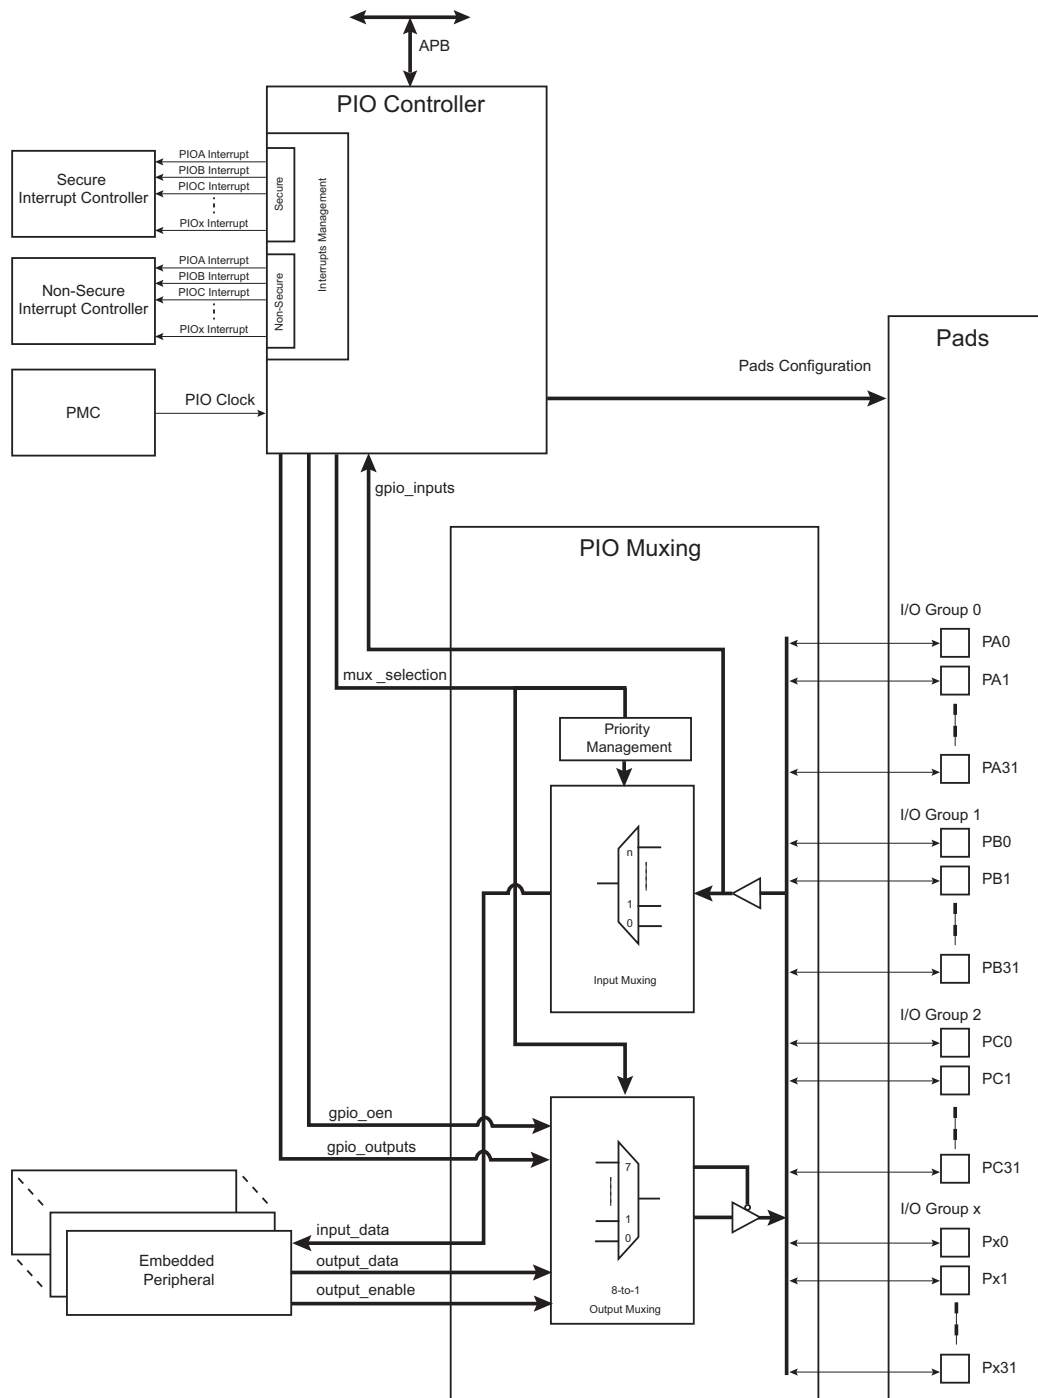 APB
PIO Controller
PIOA Interrupt
PIOB Interrupt
PIOC Interrupt
PIOx Interrupt
Secure
Interrupt Controller
Secure
Interrupts Management
PIOA Interrupt
PIOB Interrupt
PIOC Interrupt
PIOx Interrupt
Non-Secure
Interrupt Controller
Non-Secure
PMC
PIO Clock
Pads Configuration
Pads
gpio_inputs
PIO Muxing
mux _selection
Priority
Management
n
1
0
Input Muxing
gpio_oen
gpio_outputs
7
1
0
8-to-1
Output Muxing
input_data
output_data
output_enable
Embedded
Peripheral
I/O Group 0
PA0
PA1
PA31
I/O Group 1
PB0
PB1
PB31
I/O Group 2
PC0
PC1
PC31
I/O Group x
Px0
Px1
Px31